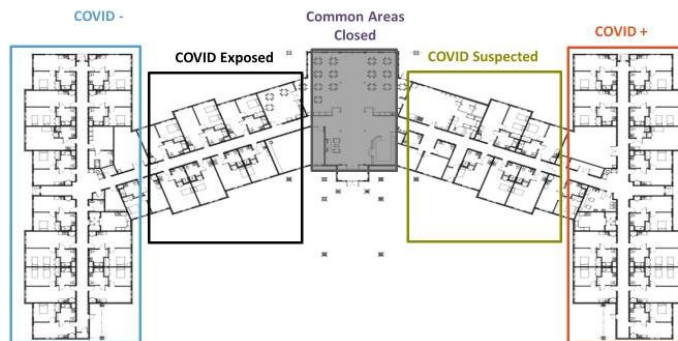 COVID -
Common Areas
Closed
COVID +
COVID Exposed
COVID Suspected